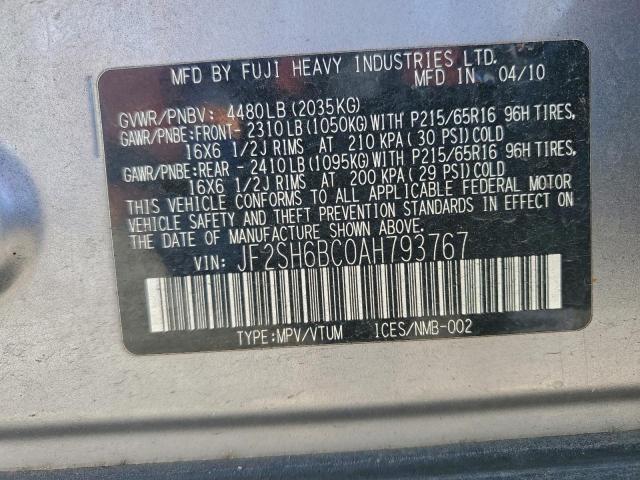 MFD BY FUJI HEAVY INDUSTRIES LTD.
MFD IN 04/10
GVWR/PNBV: 4480LB(2035KG)
GAWR/PNBE:FRONT- 2310LB(1050KG)WITH P215/65R16 96H TIRES,
16X6 1/2J RIMS AT 210 KPA(30 PSI)COLD
GAWR/PNBE:REAR - 2410LB(1095KG)WITH P215/65R16 96H TIRES,
16X6 1/2J RIMS AT 200 KPA(29 PSI)COLD
THIS VEHICLE CONFORMS TO ALL APPLICABLE FEDERAL MOTOR
VEHICLE SAFETY AND THEFT PREVENTION STANDARDS IN EFFECT ON
THE DATE OF MANUFACTURE SHOWN ABOVE.
VIN: JF2SH6BC0AH793767
TYPE:MPV/VTUM ICES/NMB-002